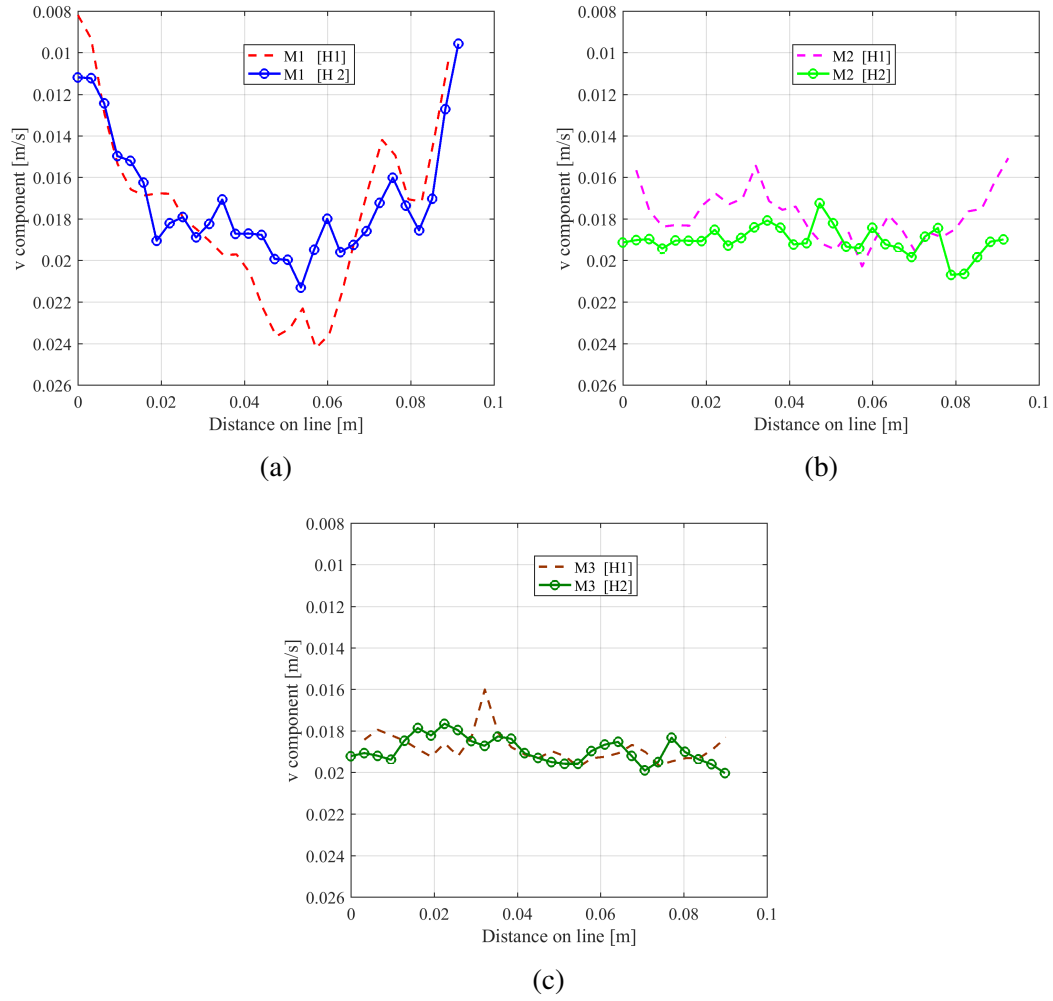 0.008
0.01
0.012
0.014
0.016
0.018
0.02
0.022
0.024
0.026
v component [m/s]
M1 [H1]
M1 [H 2]
0 0.02 0.04 0.06 0.08 0.1
Distance on line [m]
(a)
0.008
0.01
0.012
0.014
0.016
0.018
0.02
0.022
0.024
0.026
v component [m/s]
M2 [H1]
M2 [H2]
0 0.02 0.04 0.06 0.08 0.1
Distance on line [m]
(b)
0.008
0.01
0.012
0.014
0.016
0.018
0.02
0.022
0.024
0.026
v component [m/s]
M3 [H1]
M3 [H2]
0 0.02 0.04 0.06 0.08 0.1
Distance on line [m]
(c)